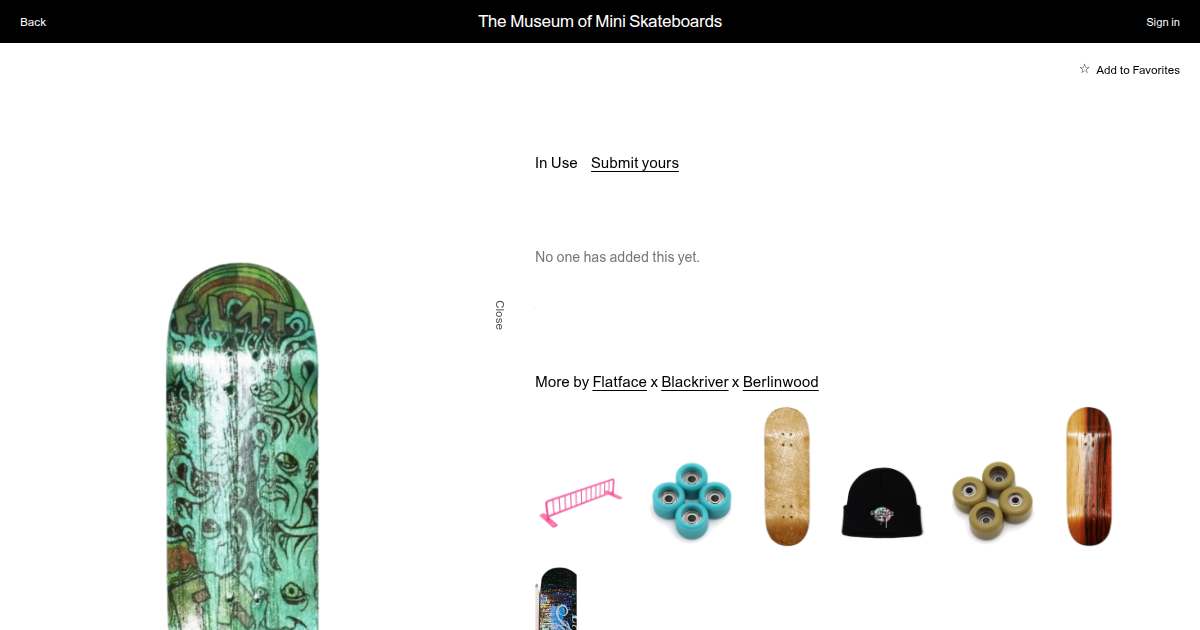 Back
The Museum of Mini Skateboards
Sign in
☆ Add to Favorites
In Use Submit yours
No one has added this yet.
Close
More by Flatface x Blackriver x Berlinwood